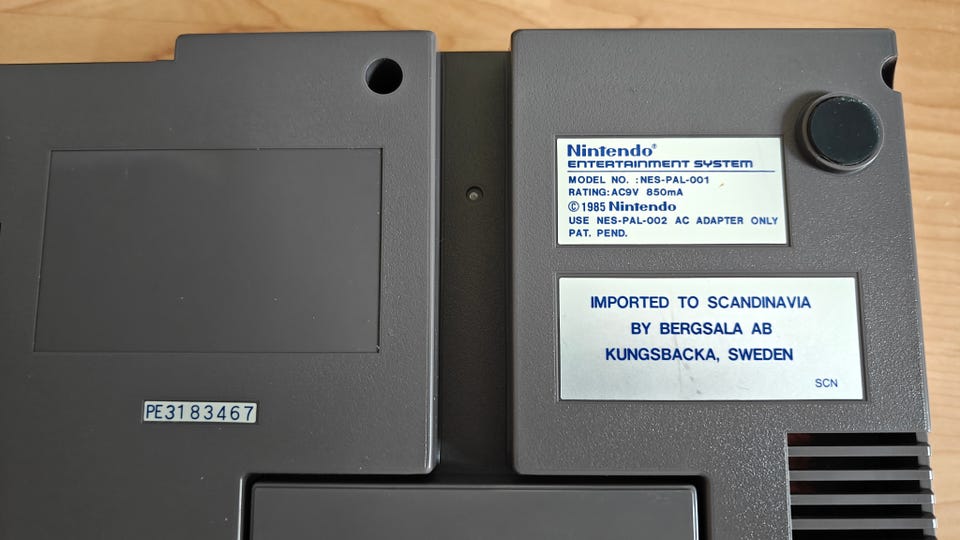 Nintendo®
ENTERTAINMENT SYSTEM
MODEL NO. :NES-PAL-001
RATING:AC9V 850mA
©1985 Nintendo
USE NES-PAL-002 AC ADAPTER ONLY
PAT. PEND.
IMPORTED TO SCANDINAVIA
BY BERGSALA AB
KUNGSBACKA, SWEDEN
SCN
PE3183467